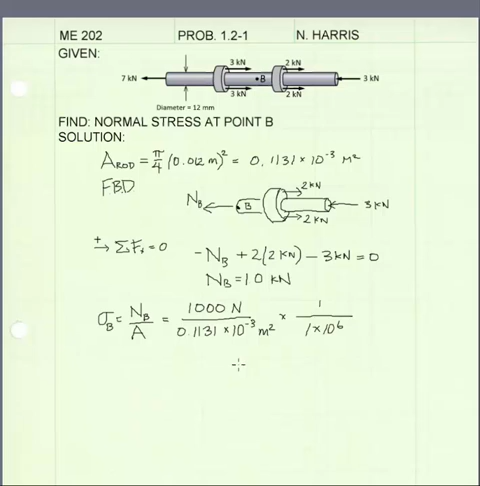 ME 202 PROB. 1.2-1 N. HARRIS
GIVEN:
3 kN 2 kN
7 kN B 3 kN
3 kN 2 kN
Diameter = 12 mm
FIND: NORMAL STRESS AT POINT B
SOLUTION:
A_ROD = π/4 (0.012 m)² = 0.1131 × 10⁻³ M²
FBD
2 KN
N_B B 3 KN
2 KN
+→ ΣF_x = 0 -N_B + 2(2 KN) - 3KN = 0
N_B = 10 KN
σ_B = N_B/A = 1000 N / 0.1131 × 10⁻³ m² × 1 / 1×10⁶